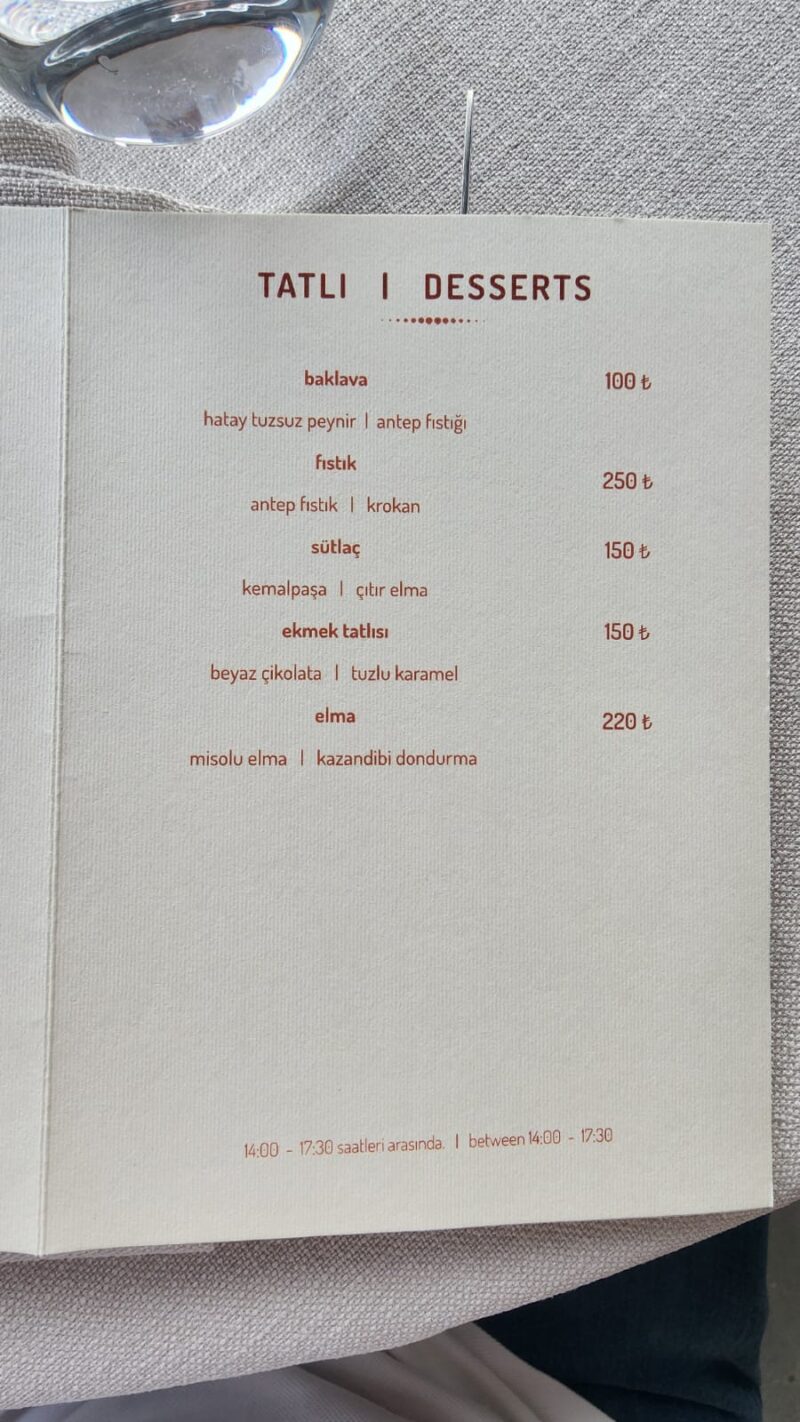 TATLI | DESSERTS
baklava 100 ₺
hatay tuzsuz peynir | antep fıstığı
fıstık 250 ₺
antep fıstık | krokan
sütlaç 150 ₺
kemalpaşa | çıtır elma
ekmek tatlısı 150 ₺
beyaz çikolata | tuzlu karamel
elma 220 ₺
misolu elma | kazandibi dondurma
14:00 - 17:30 saatleri arasında. | between 14:00 - 17:30